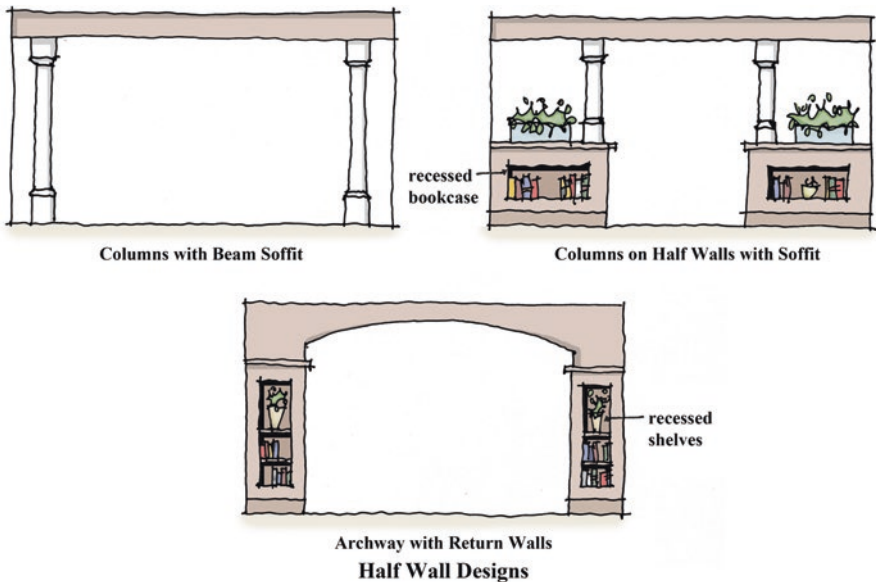 recessed
bookcase
Columns with Beam Soffit
Columns on Half Walls with Soffit
recessed
shelves
Archway with Return Walls
Half Wall Designs